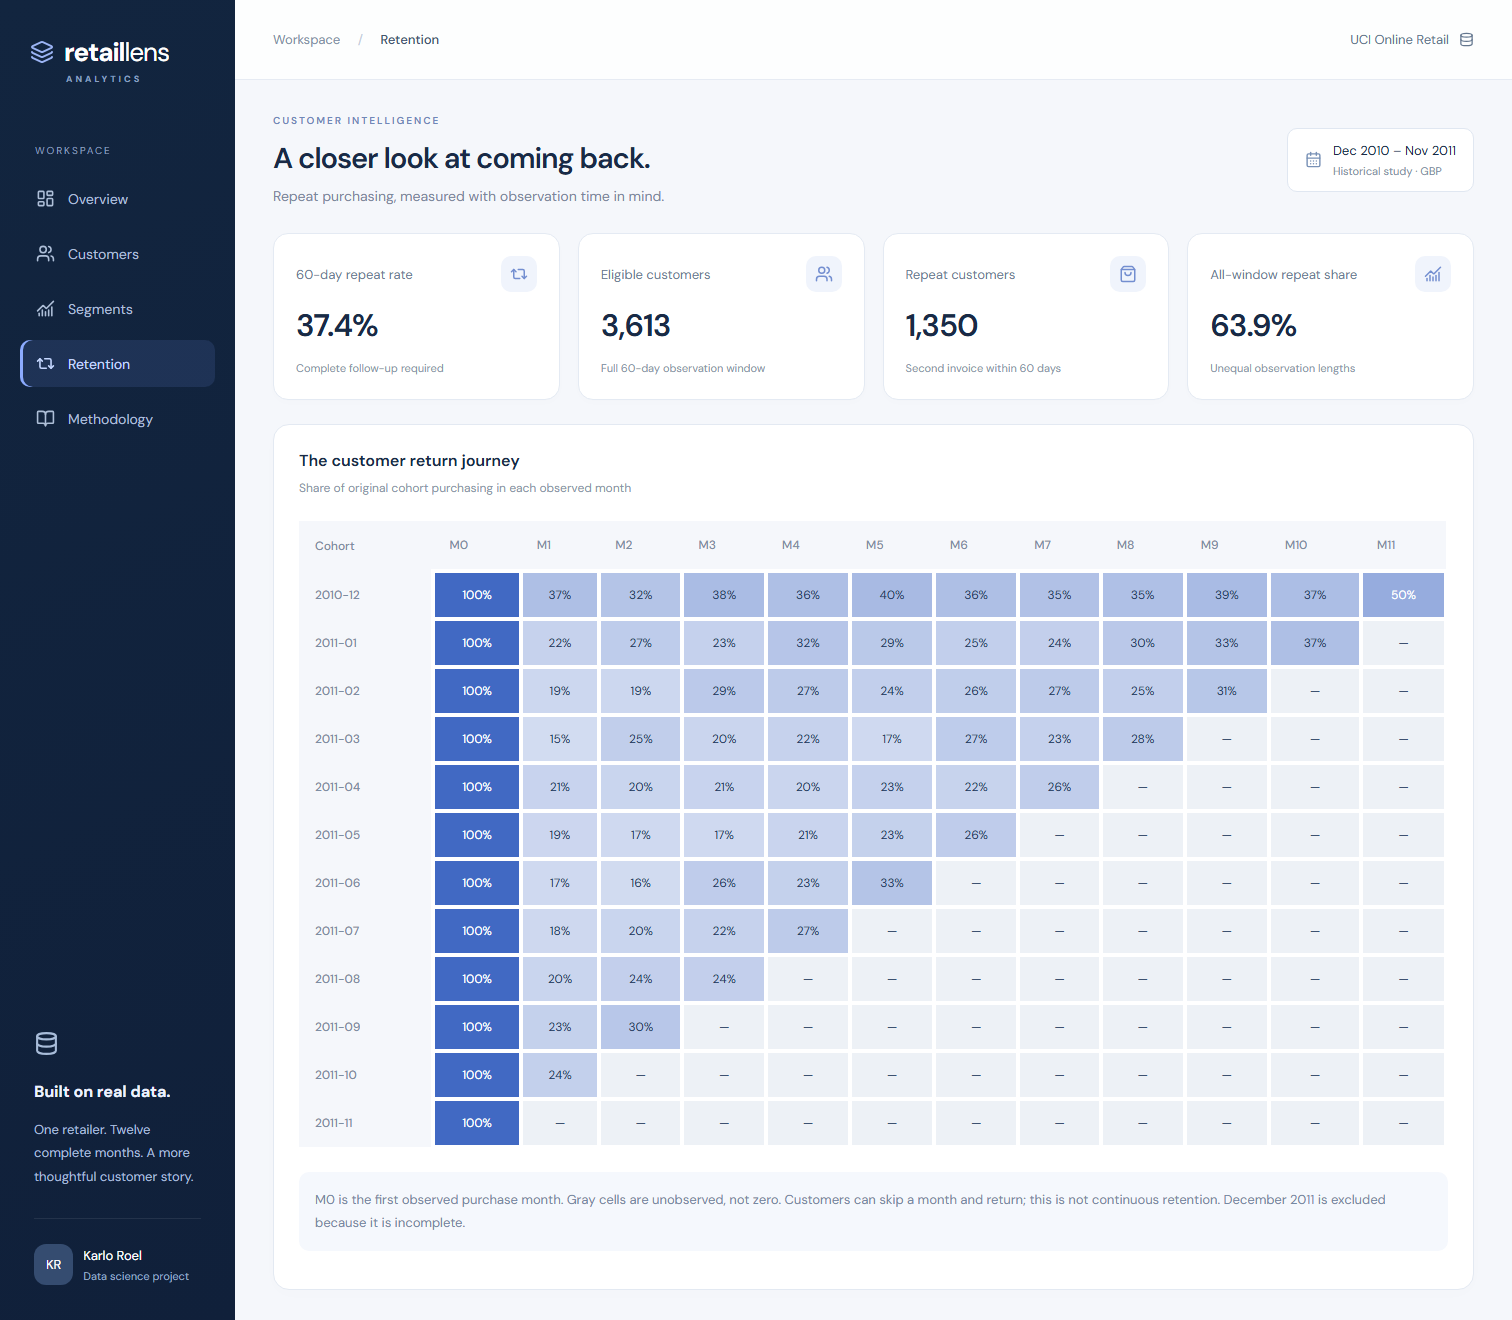 retaillens
ANALYTICS
WORKSPACE
Overview
Customers
Segments
Retention
Methodology
Built on real data.
One retailer. Twelve
complete months. A more
thoughtful customer story.
KR
Karlo Roel
Data science project
Workspace / Retention
UCI Online Retail
CUSTOMER INTELLIGENCE
A closer look at coming back.
Repeat purchasing, measured with observation time in mind.
Dec 2010 – Nov 2011
Historical study · GBP
60-day repeat rate
37.4%
Complete follow-up required
Eligible customers
3,613
Full 60-day observation window
Repeat customers
1,350
Second invoice within 60 days
All-window repeat share
63.9%
Unequal observation lengths
The customer return journey
Share of original cohort purchasing in each observed month
Cohort M0 M1 M2 M3 M4 M5 M6 M7 M8 M9 M10 M11
2010-12 100% 37% 32% 38% 36% 40% 36% 35% 35% 39% 37% 50%
2011-01 100% 22% 27% 23% 32% 29% 25% 24% 30% 33% 37% —
2011-02 100% 19% 19% 29% 27% 24% 26% 27% 25% 31% — —
2011-03 100% 15% 25% 20% 22% 17% 27% 23% 28% — — —
2011-04 100% 21% 20% 21% 20% 23% 22% 26% — — — —
2011-05 100% 19% 17% 17% 21% 23% 26% — — — — —
2011-06 100% 17% 16% 26% 23% 33% — — — — — —
2011-07 100% 18% 20% 22% 27% — — — — — — —
2011-08 100% 20% 24% 24% — — — — — — — —
2011-09 100% 23% 30% — — — — — — — — —
2011-10 100% 24% — — — — — — — — — —
2011-11 100% — — — — — — — — — — —
M0 is the first observed purchase month. Gray cells are unobserved, not zero. Customers can skip a month and return; this is not continuous retention. December 2011 is excluded
because it is incomplete.